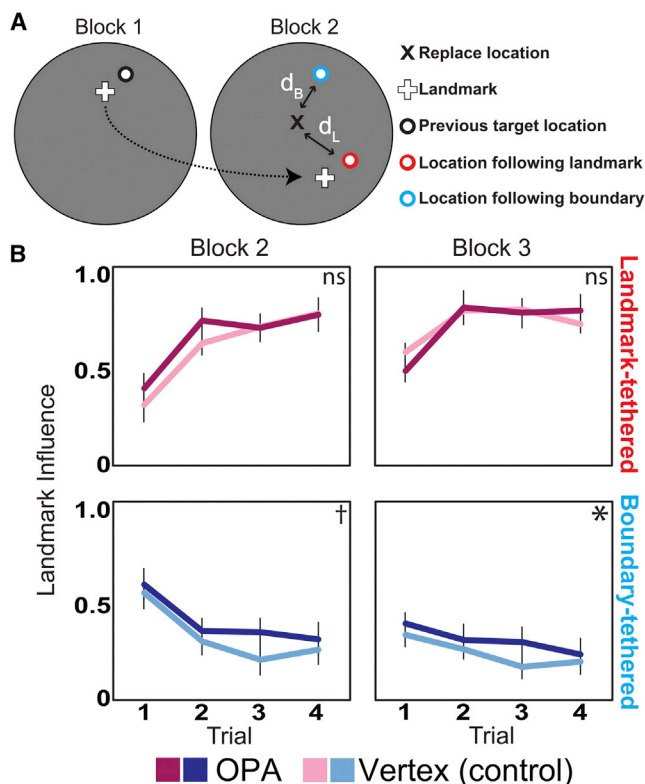 A
Block 1
Block 2
d_B
X
d_L
X Replace location
Landmark
Previous target location
Location following landmark
Location following boundary
B
Block 2
Block 3
Landmark Influence
1.0
0.5
0
ns
ns
Landmark-tethered
1.0
0.5
0
†
*
Boundary-tethered
1 2 3 4
1 2 3 4
Trial
Trial
OPA
Vertex (control)